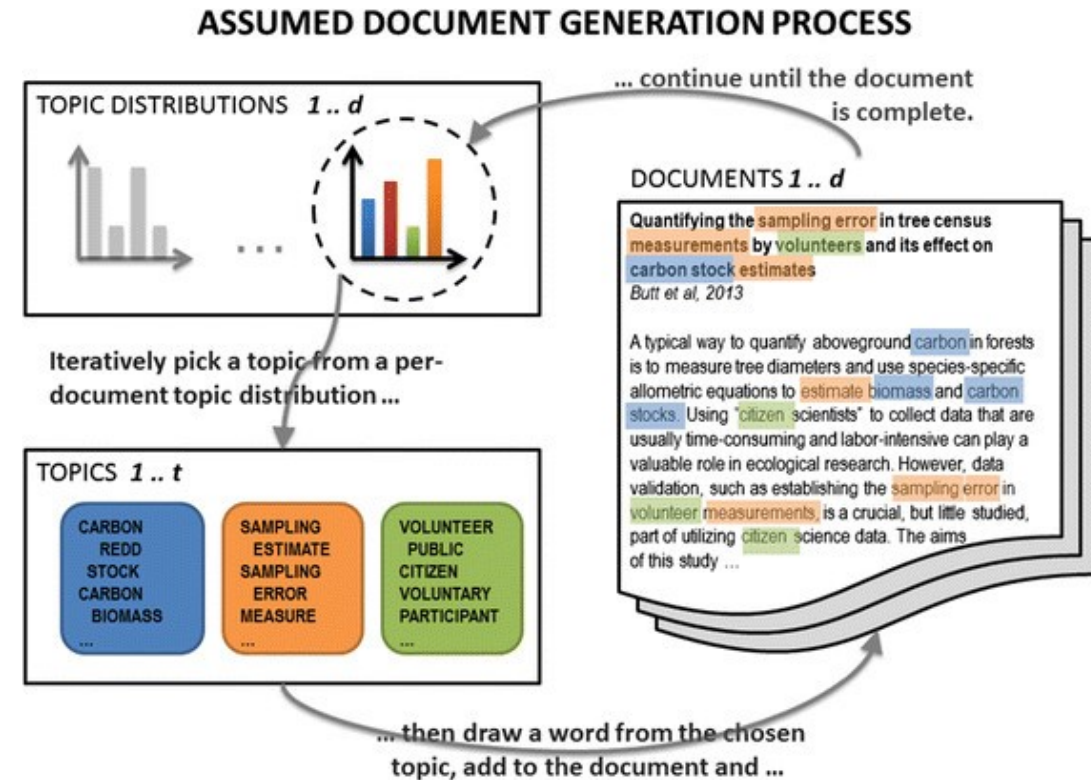 ASSUMED DOCUMENT GENERATION PROCESS
TOPIC DISTRIBUTIONS 1 .. d
...
... continue until the document
is complete.
Iteratively pick a topic from a per-
document topic distribution ...
TOPICS 1 .. t
CARBON
REDD
STOCK
CARBON
BIOMASS
...
SAMPLING
ESTIMATE
SAMPLING
ERROR
MEASURE
...
VOLUNTEER
PUBLIC
CITIZEN
VOLUNTARY
PARTICIPANT
...
DOCUMENTS 1 .. d
Quantifying the sampling error in tree census
measurements by volunteers and its effect on
carbon stock estimates
Butt et al, 2013
A typical way to quantify aboveground carbon in forests
is to measure tree diameters and use species-specific
allometric equations to estimate biomass and carbon
stocks. Using "citizen scientists" to collect data that are
usually time-consuming and labor-intensive can play a
valuable role in ecological research. However, data
validation, such as establishing the sampling error in
volunteer measurements, is a crucial, but little studied,
part of utilizing citizen science data. The aims
of this study ...
... then draw a word from the chosen
topic, add to the document and ...